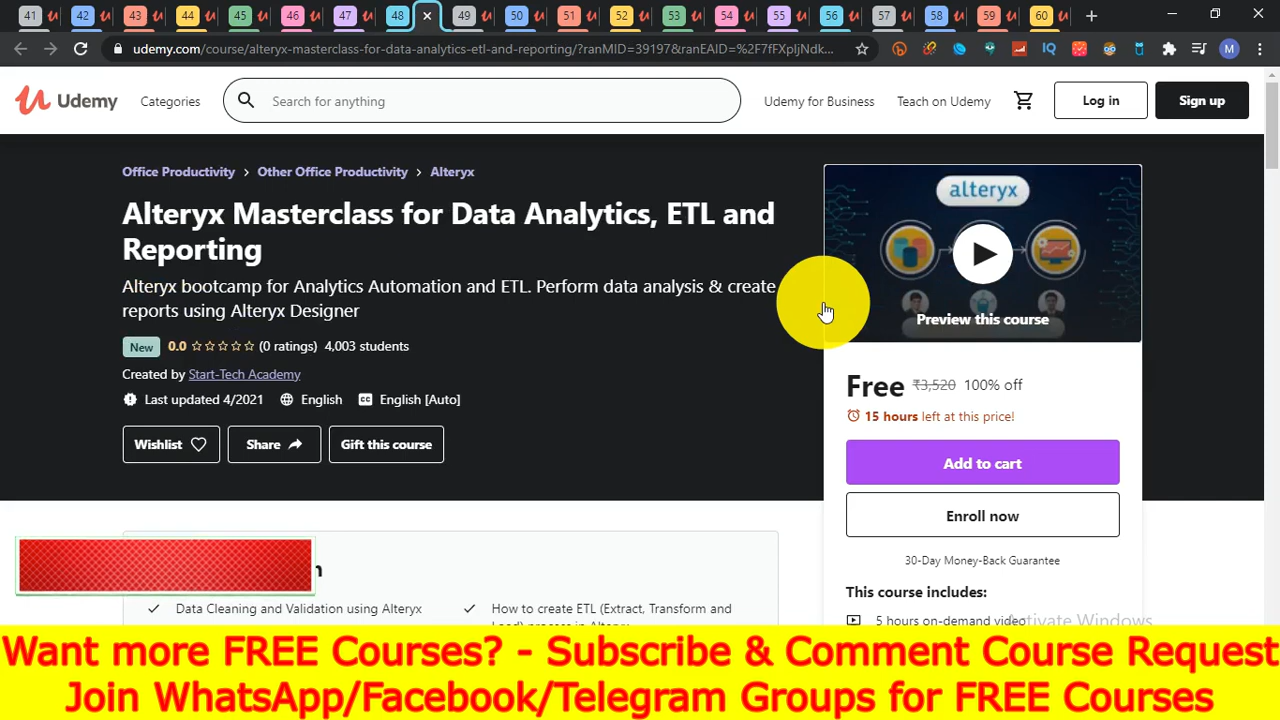 41 42 43 44 45 46 47 48 49 50 51 52 53 54 55 56 57 58 59 60
udemy.com/course/alteryx-masterclass-for-data-analytics-etl-and-reporting/?ranMID=39197&ranEAID=%2F7fFXpljNdk...
IQ M
Udemy Categories Search for anything Udemy for Business Teach on Udemy Log in Sign up
Office Productivity > Other Office Productivity > Alteryx
Alteryx Masterclass for Data Analytics, ETL and
Reporting
Alteryx bootcamp for Analytics Automation and ETL. Perform data analysis & create
reports using Alteryx Designer
New 0.0 (0 ratings) 4,003 students
Created by Start-Tech Academy
Last updated 4/2021 English CC English [Auto]
Wishlist Share Gift this course
alteryx
Preview this course
Free ₹3,520 100% off
15 hours left at this price!
Add to cart
Enroll now
30-Day Money-Back Guarantee
This course includes:
5 hours on-demand video
Activate Windows
Data Cleaning and Validation using Alteryx
How to create ETL (Extract, Transform and
Load) process in Alteryx
Want more FREE Courses? - Subscribe & Comment Course Request
Join WhatsApp/Facebook/Telegram Groups for FREE Courses